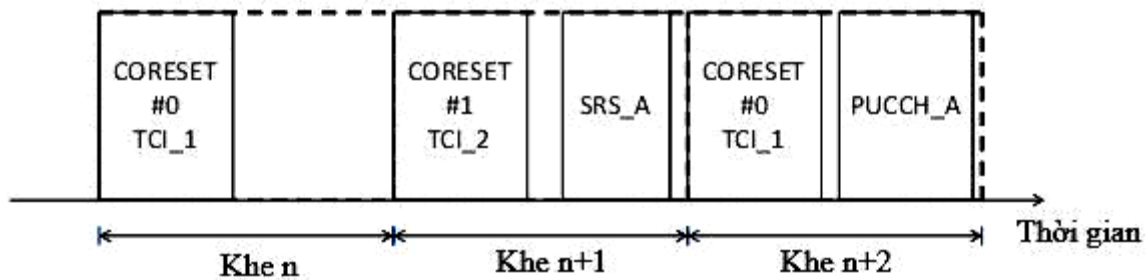 CORESET
#0
TCI_1
CORESET
#1
TCI_2
SRS_A
CORESET
#0
TCI_1
PUCCH_A
Thời gian
Khe n
Khe n+1
Khe n+2